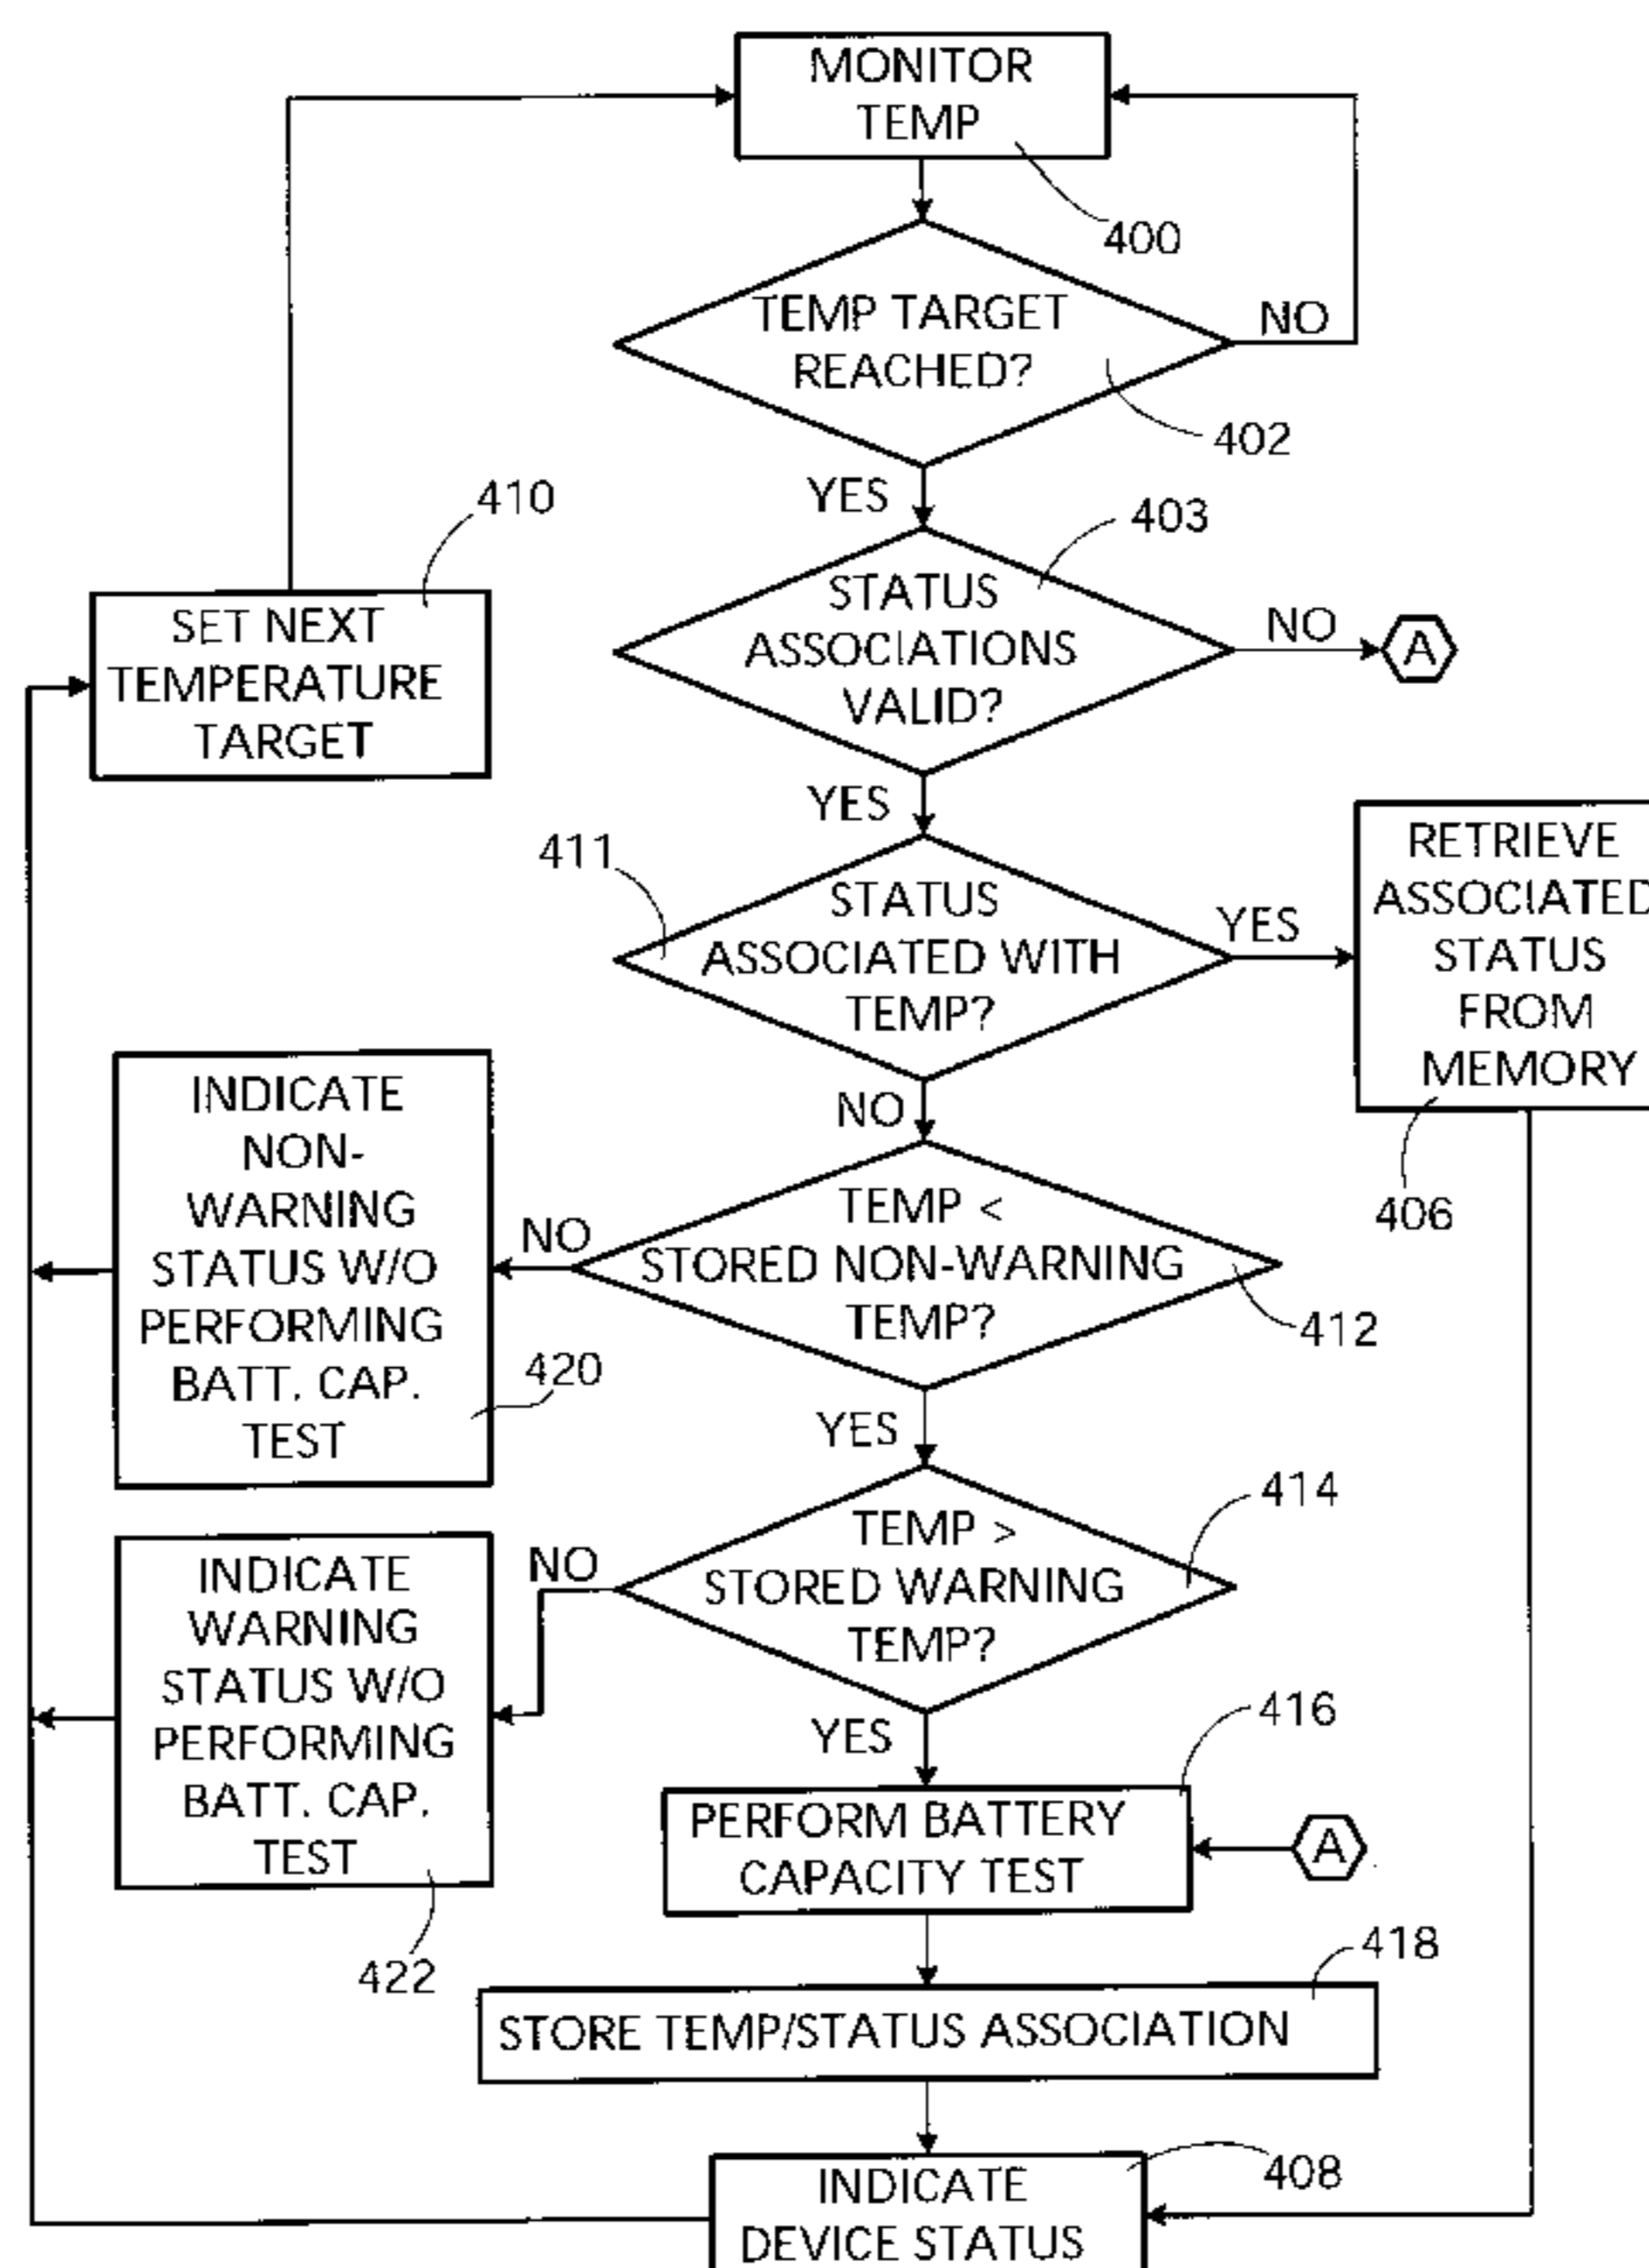 MONITOR
TEMP
400
TEMP TARGET
REACHED?
NO
402
YES
410
403
SET NEXT
TEMPERATURE
TARGET
STATUS
ASSOCIATIONS
VALID?
NO
A
YES
411
STATUS
ASSOCIATED WITH
TEMP?
YES
RETRIEVE
ASSOCIATED
STATUS
FROM
MEMORY
406
NO
INDICATE
NON-
WARNING
STATUS W/O
PERFORMING
BATT. CAP.
TEST
420
NO
TEMP <
STORED NON-WARNING
TEMP?
412
YES
414
TEMP >
STORED WARNING
TEMP?
NO
INDICATE
WARNING
STATUS W/O
PERFORMING
BATT. CAP.
TEST
422
YES
416
PERFORM BATTERY
CAPACITY TEST
A
418
STORE TEMP/STATUS ASSOCIATION
408
INDICATE
DEVICE STATUS